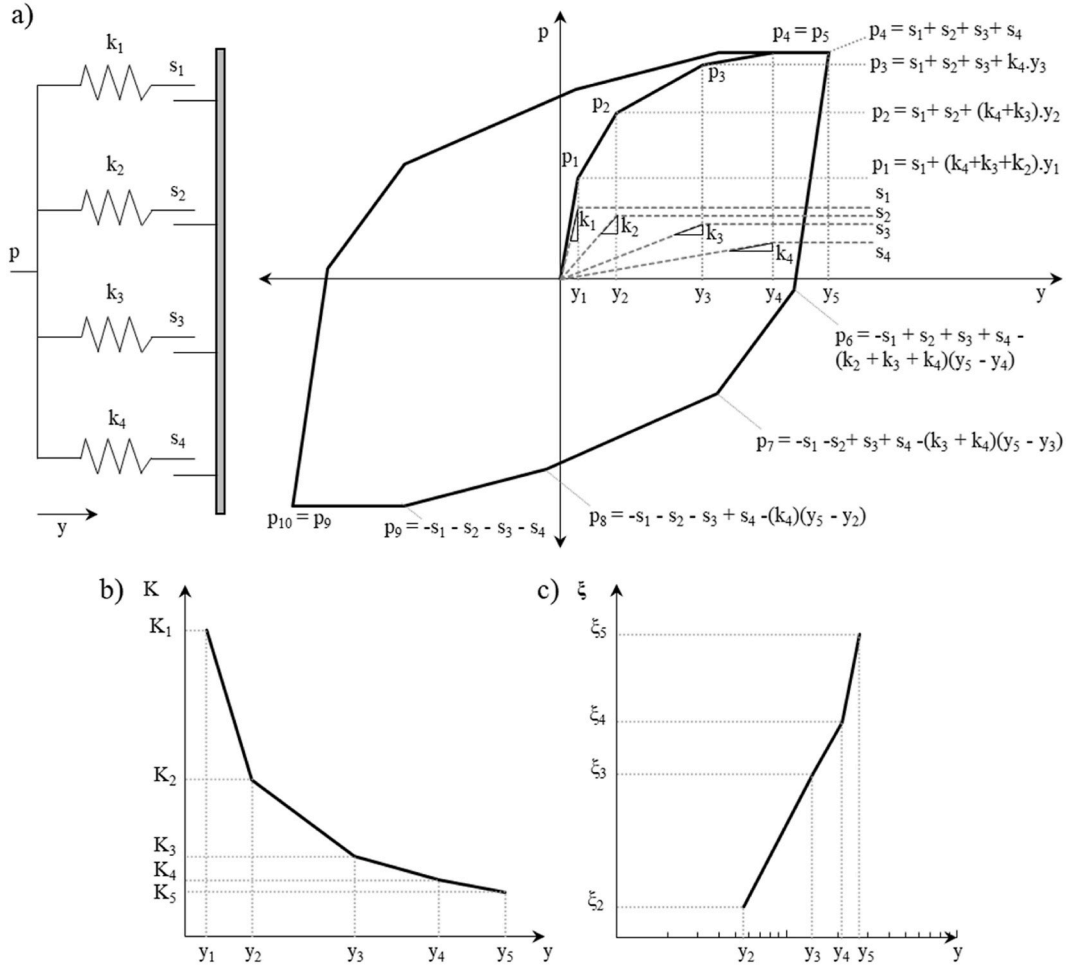 a)
k₁
s₁
k₂
s₂
p
k₃
s₃
k₄
s₄
y
p
p₄ = p₅
p₄ = s₁+ s₂+ s₃+ s₄
p₃
p₃ = s₁+ s₂+ s₃+ k₄.y₃
p₂
p₂ = s₁+ s₂+ (k₄+k₃).y₂
p₁
p₁ = s₁+ (k₄+k₃+k₂).y₁
s₁
s₂
s₃
s₄
k₁
k₂
k₃
k₄
y₁ y₂ y₃ y₄ y₅ y
p₆ = -s₁ + s₂ + s₃ + s₄ -
(k₂ + k₃ + k₄)(y₅ - y₄)
p₇ = -s₁ -s₂+ s₃+ s₄ -(k₃ + k₄)(y₅ - y₃)
p₈ = -s₁ - s₂ - s₃ + s₄ -(k₄)(y₅ - y₂)
p₁₀ = p₉
p₉ = -s₁ - s₂ - s₃ - s₄
b)
K
K₁
K₂
K₃
K₄
K₅
y₁ y₂ y₃ y₄ y₅ y
c)
ξ
ξ₅
ξ₄
ξ₃
ξ₂
y₂ y₃ y₄ y₅ y